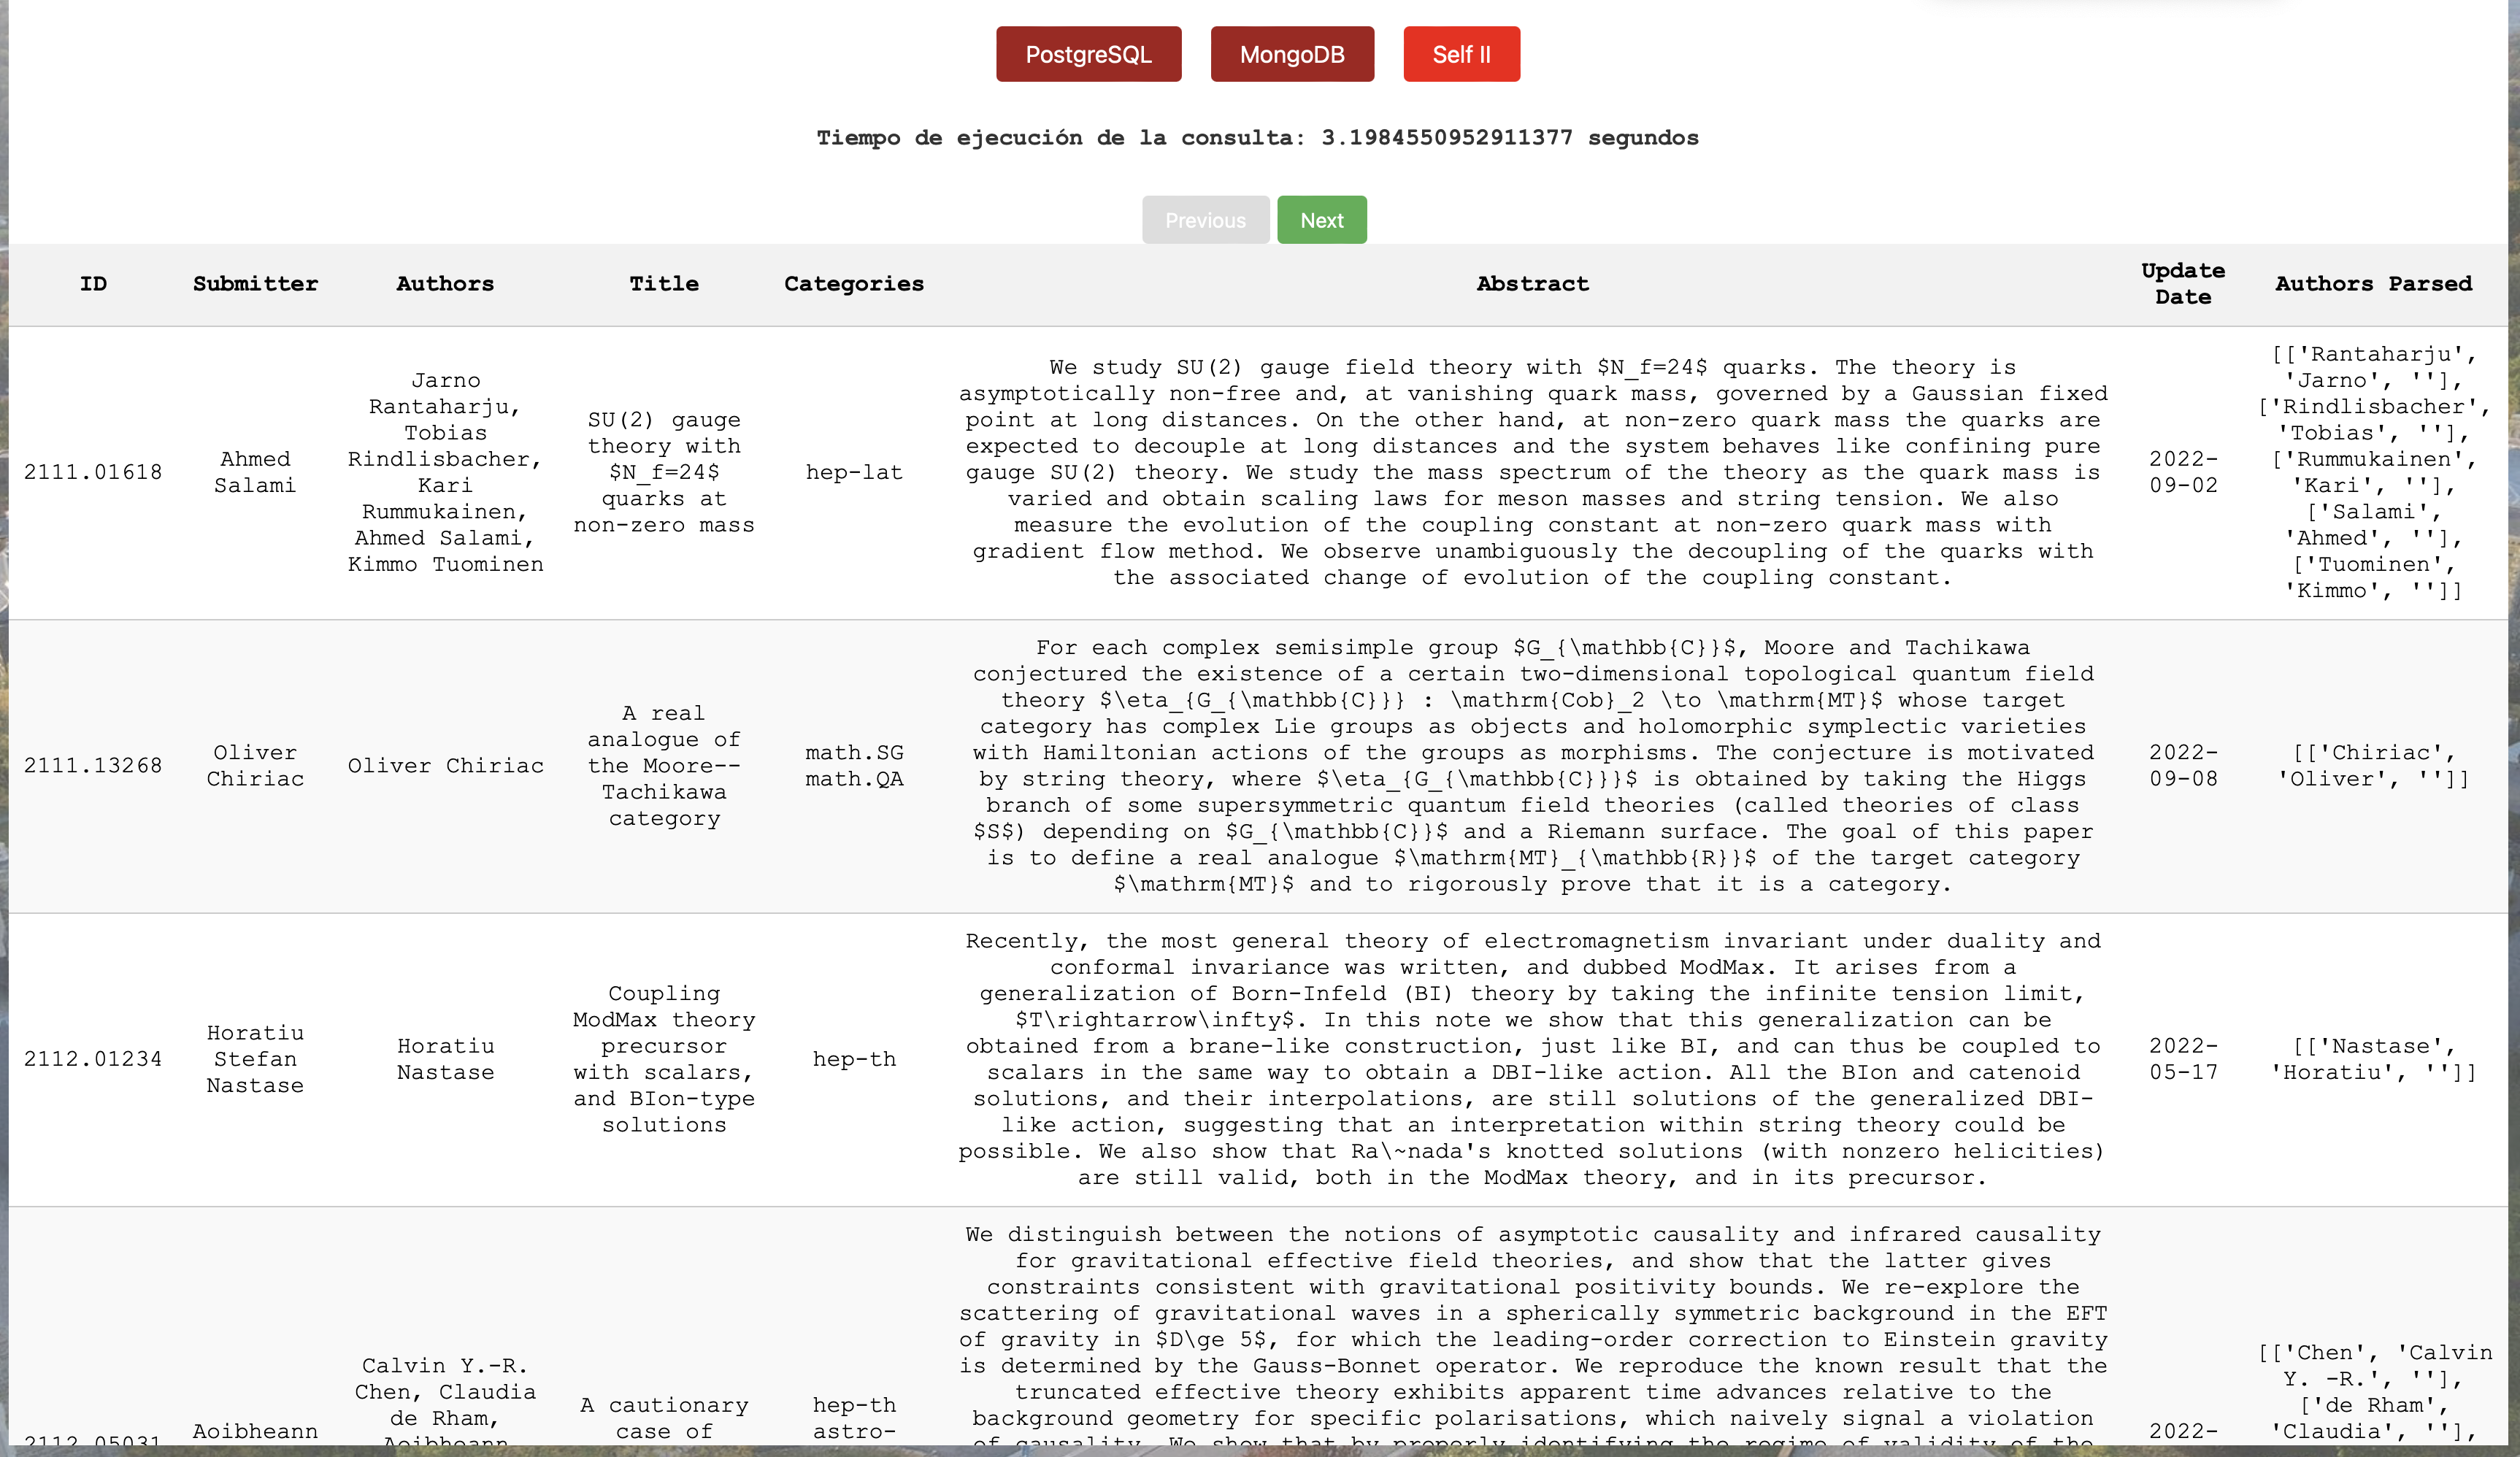 PostgreSQL MongoDB Self II
Tiempo de ejecución de la consulta: 3.1984550952911377 segundos
Previous Next
ID Submitter Authors Title Categories Abstract Update Date Authors Parsed
2111.01618
Ahmed
Salami
Jarno
Rantaharju,
Tobias
Rindlisbacher,
Kari
Rummukainen,
Ahmed Salami,
Kimmo Tuominen
SU(2) gauge
theory with
$N_f=24$
quarks at
non-zero mass
hep-lat
We study SU(2) gauge field theory with $N_f=24$ quarks. The theory is
asymptotically non-free and, at vanishing quark mass, governed by a Gaussian fixed
point at long distances. On the other hand, at non-zero quark mass the quarks are
expected to decouple at long distances and the system behaves like confining pure
gauge SU(2) theory. We study the mass spectrum of the theory as the quark mass is
varied and obtain scaling laws for meson masses and string tension. We also
measure the evolution of the coupling constant at non-zero quark mass with
gradient flow method. We observe unambiguously the decoupling of the quarks with
the associated change of evolution of the coupling constant.
2022-
09-02
[['Rantaharju',
'Jarno', ''],
['Rindlisbacher',
'Tobias', ''],
['Rummukainen',
'Kari', ''],
['Salami',
'Ahmed', ''],
['Tuominen',
'Kimmo', '']]
2111.13268
Oliver
Chiriac
Oliver Chiriac
A real
analogue of
the Moore--
Tachikawa
category
math.SG
math.QA
For each complex semisimple group $G_{\mathbb{C}}$, Moore and Tachikawa
conjectured the existence of a certain two-dimensional topological quantum field
theory $\eta_{G_{\mathbb{C}}} : \mathrm{Cob}_2 \to \mathrm{MT}$ whose target
category has complex Lie groups as objects and holomorphic symplectic varieties
with Hamiltonian actions of the groups as morphisms. The conjecture is motivated
by string theory, where $\eta_{G_{\mathbb{C}}}$ is obtained by taking the Higgs
branch of some supersymmetric quantum field theories (called theories of class
$S$) depending on $G_{\mathbb{C}}$ and a Riemann surface. The goal of this paper
is to define a real analogue $\mathrm{MT}_{\mathbb{R}}$ of the target category
$\mathrm{MT}$ and to rigorously prove that it is a category.
2022-
09-08
[['Chiriac',
'Oliver', '']]
2112.01234
Horatiu
Stefan
Nastase
Horatiu
Nastase
Coupling
ModMax theory
precursor
with scalars,
and BIon-type
solutions
hep-th
Recently, the most general theory of electromagnetism invariant under duality and
conformal invariance was written, and dubbed ModMax. It arises from a
generalization of Born-Infeld (BI) theory by taking the infinite tension limit,
$T\rightarrow\infty$. In this note we show that this generalization can be
obtained from a brane-like construction, just like BI, and can thus be coupled to
scalars in the same way to obtain a DBI-like action. All the BIon and catenoid
solutions, and their interpolations, are still solutions of the generalized DBI-
like action, suggesting that an interpretation within string theory could be
possible. We also show that Ra\~nada's knotted solutions (with nonzero helicities)
are still valid, both in the ModMax theory, and in its precursor.
2022-
05-17
[['Nastase',
'Horatiu', '']]
2112.05031
Aoibheann
Calvin Y.-R.
Chen, Claudia
de Rham,
Aoibheann
A cautionary
case of
hep-th
astro-
We distinguish between the notions of asymptotic causality and infrared causality
for gravitational effective field theories, and show that the latter gives
constraints consistent with gravitational positivity bounds. We re-explore the
scattering of gravitational waves in a spherically symmetric background in the EFT
of gravity in $D\ge 5$, for which the leading-order correction to Einstein gravity
is determined by the Gauss-Bonnet operator. We reproduce the known result that the
truncated effective theory exhibits apparent time advances relative to the
background geometry for specific polarisations, which naively signal a violation
of causality. We show that by properly identifying the regime of validity of the
2022-
[['Chen', 'Calvin
Y. -R.', ''],
['de Rham',
'Claudia', ''],